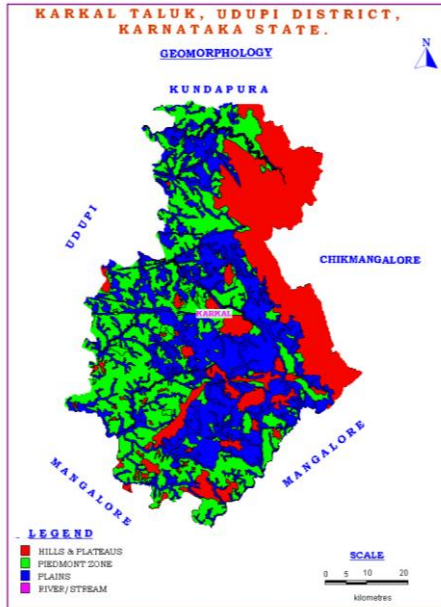 KARKAL TALUK, UDUPI DISTRICT,
KARNATAKA STATE.
GEOMORPHOLOGY
N
KUNDAPURA
UDUPI
CHIKMANGALORE
KARKAL
MANGALORE
MANGALORE
LEGEND
HILLS & PLATEAUS
PIEDMONT ZONE
PLAINS
RIVER/STREAM
SCALE
0 5 10 20
kilometres